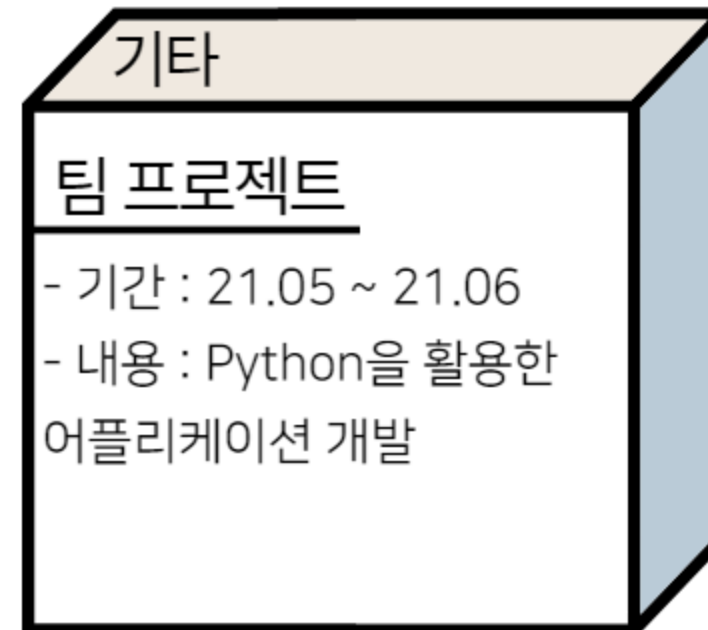 기타
팀 프로젝트
- 기간 : 21.05 ~ 21.06
- 내용 : Python을 활용한
어플리케이션 개발